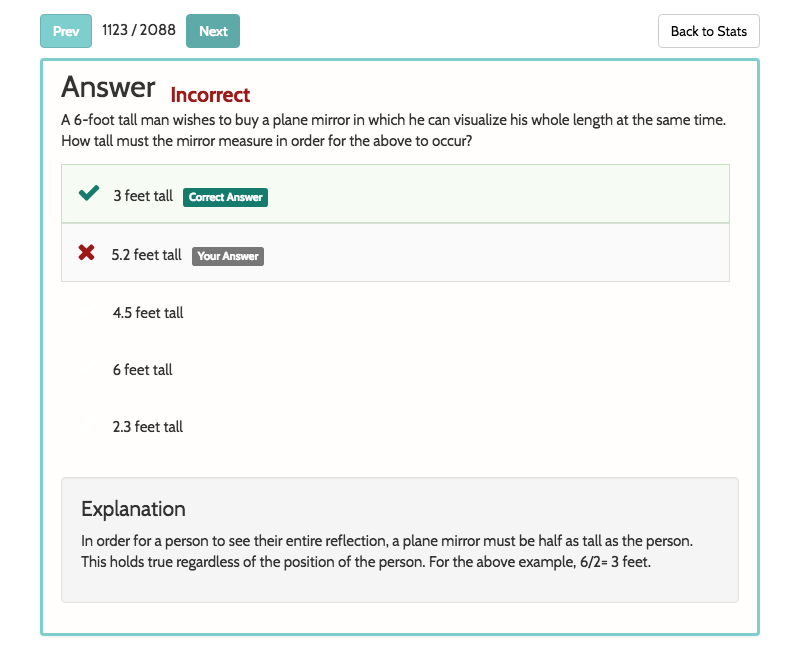 Prev 1123 / 2088 Next Back to Stats
Answer Incorrect
A 6-foot tall man wishes to buy a plane mirror in which he can visualize his whole length at the same time.
How tall must the mirror measure in order for the above to occur?
3 feet tall Correct Answer
5.2 feet tall Your Answer
4.5 feet tall
6 feet tall
2.3 feet tall
Explanation
In order for a person to see their entire reflection, a plane mirror must be half as tall as the person.
This holds true regardless of the position of the person. For the above example, 6/2= 3 feet.